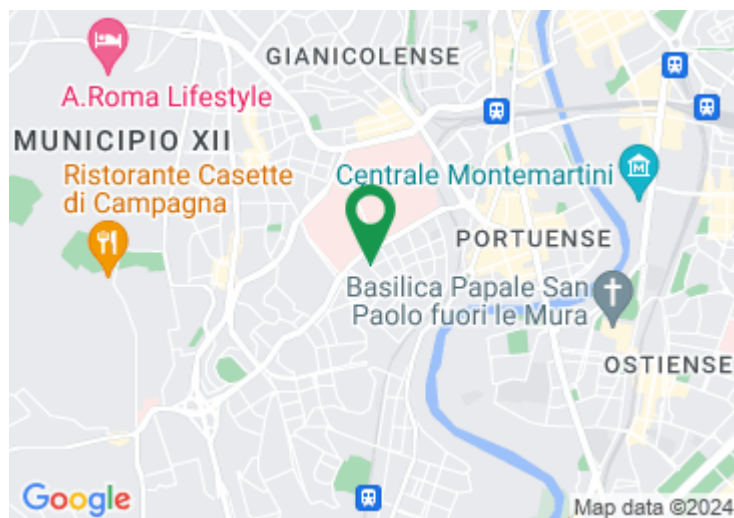 GIANICOLENSE
A.Roma Lifestyle
MUNICIPIO XII
Ristorante Casette
di Campagna
Centrale Montemartini
M
PORTUENSE
Basilica Papale San
Paolo fuori le Mura
OSTIENSE
Google
Map data ©2024